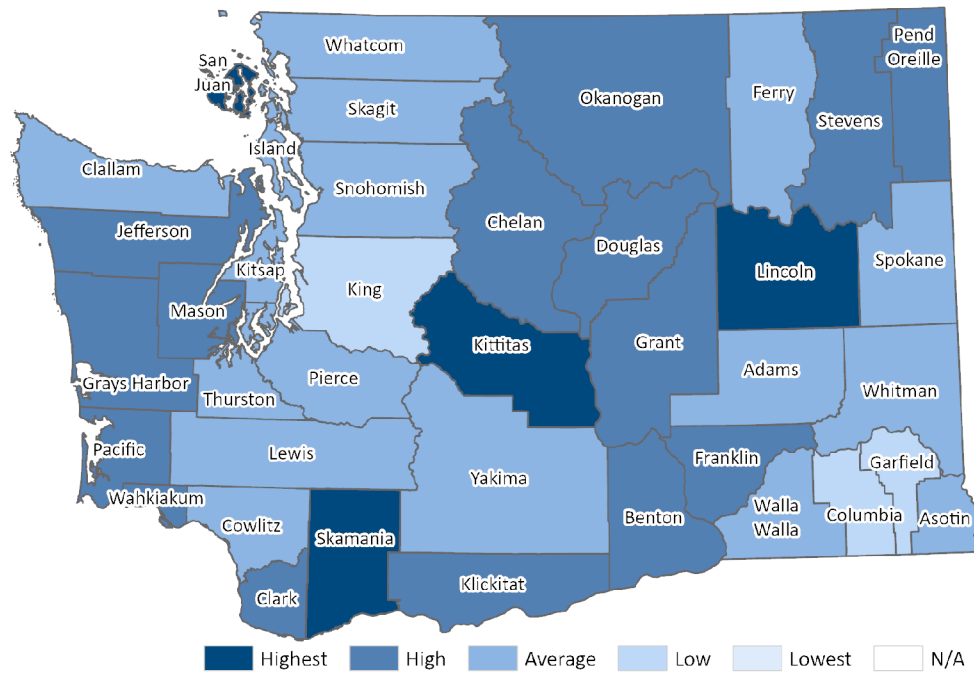 Whatcom
San
Juan
Skagit
Okanogan
Ferry
Pend
Oreille
Stevens
Island
Clallam
Snohomish
Chelan
Jefferson
Douglas
Kitsap
King
Lincoln
Spokane
Mason
Kittitas
Grant
Grays Harbor
Thurston
Pierce
Adams
Whitman
Pacific
Lewis
Yakima
Franklin
Garfield
Wahkiakum
Cowlitz
Skamania
Benton
Walla
Walla
Columbia
Asotin
Clark
Klickitat
Highest
High
Average
Low
Lowest
N/A